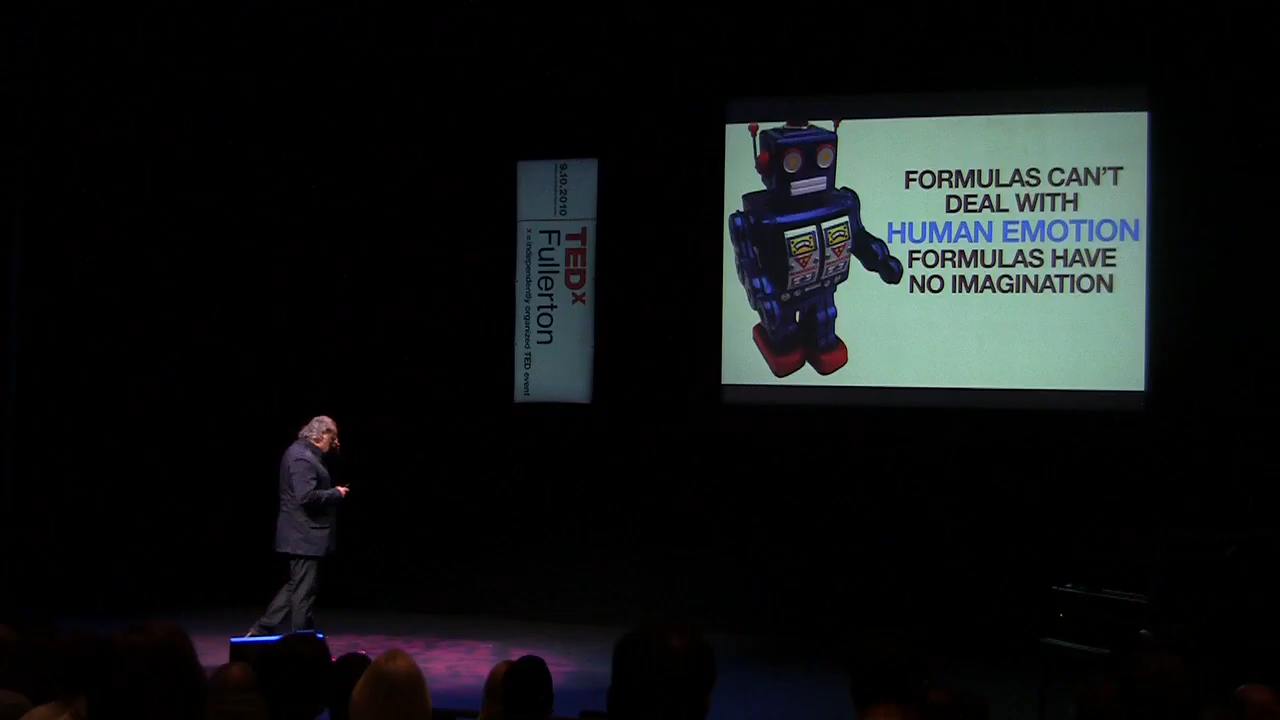 9.10.2010
TEDx
Fullerton
x = independently organized TED event
FORMULAS CAN'T
DEAL WITH
HUMAN EMOTION
FORMULAS HAVE
NO IMAGINATION